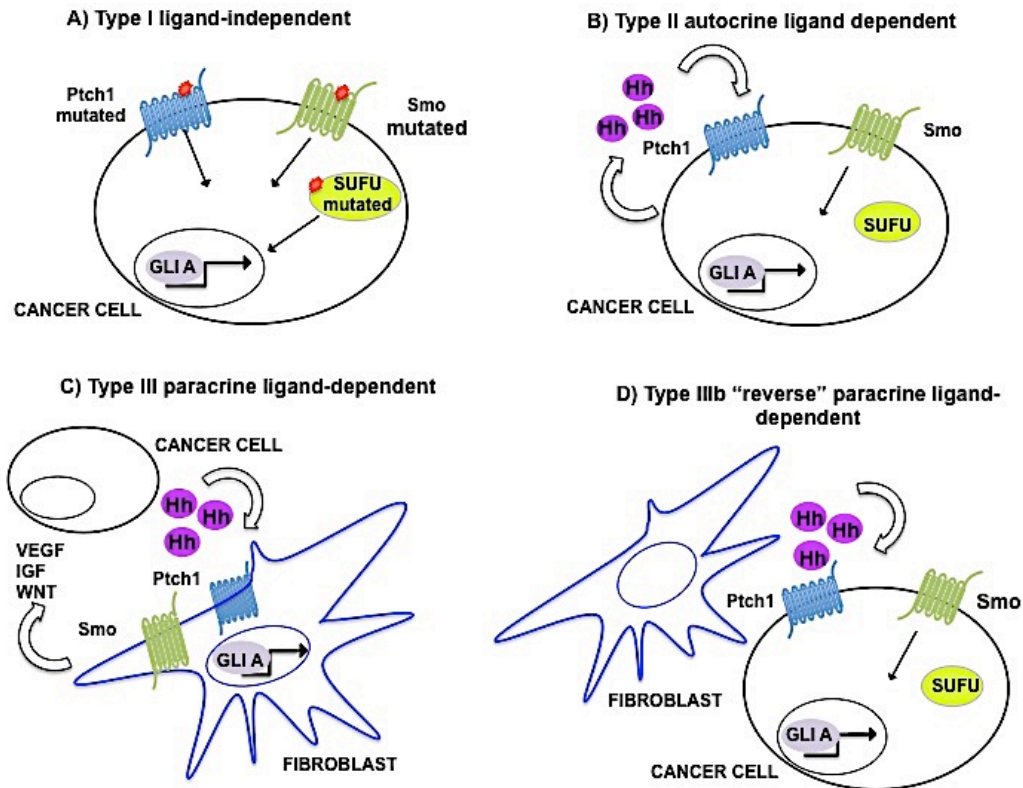 A) Type I ligand-independent
Ptch1
mutated
Smo
mutated
SUFU
mutated
GLI A
CANCER CELL
B) Type II autocrine ligand dependent
Hh
Hh
Hh
Ptch1
Smo
SUFU
GLI A
CANCER CELL
C) Type III paracrine ligand-dependent
CANCER CELL
Hh
Hh
Hh
VEGF
IGF
WNT
Ptch1
Smo
GLI A
FIBROBLAST
D) Type IIIb “reverse” paracrine ligand-
dependent
Hh
Hh
Hh
Ptch1
Smo
FIBROBLAST
SUFU
GLI A
CANCER CELL